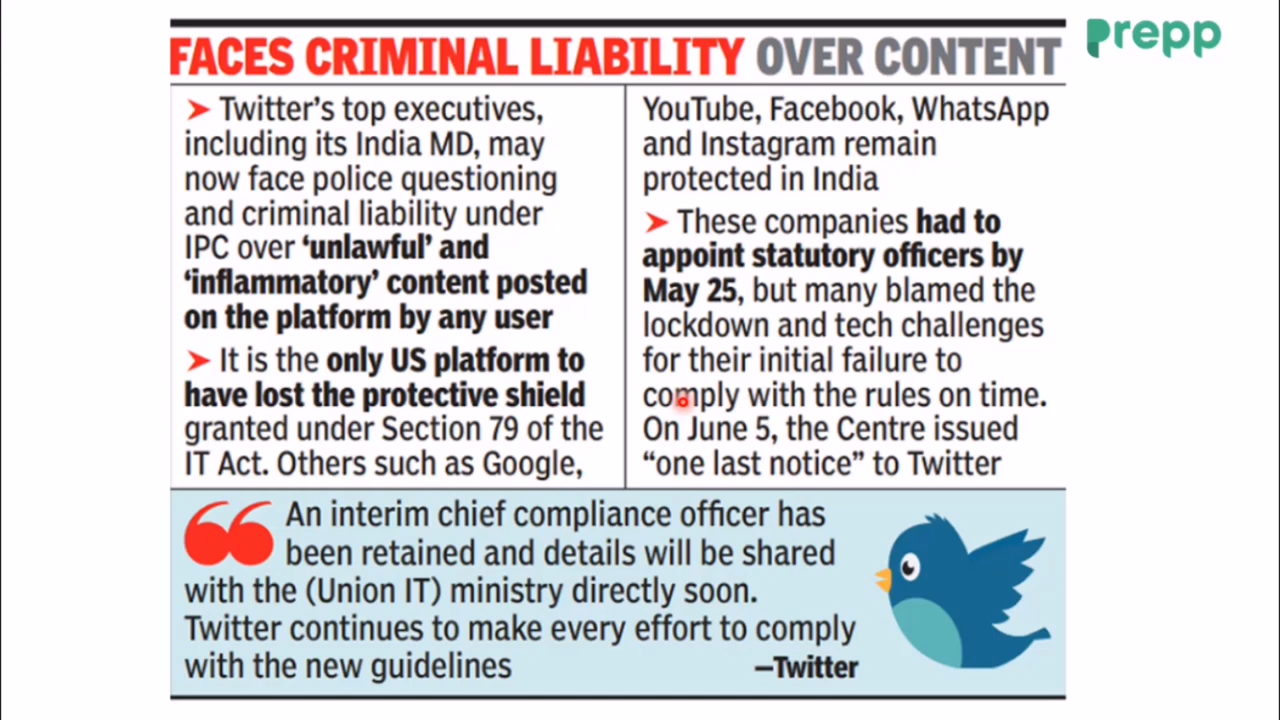 prepp
FACES CRIMINAL LIABILITY OVER CONTENT
➤ Twitter’s top executives,
including its India MD, may
now face police questioning
and criminal liability under
IPC over ‘unlawful’ and
‘inflammatory’ content posted
on the platform by any user
➤ It is the only US platform to
have lost the protective shield
granted under Section 79 of the
IT Act. Others such as Google,
YouTube, Facebook, WhatsApp
and Instagram remain
protected in India
➤ These companies had to
appoint statutory officers by
May 25, but many blamed the
lockdown and tech challenges
for their initial failure to
comply with the rules on time.
On June 5, the Centre issued
“one last notice” to Twitter
“ An interim chief compliance officer has
been retained and details will be shared
with the (Union IT) ministry directly soon.
Twitter continues to make every effort to comply
with the new guidelines –Twitter